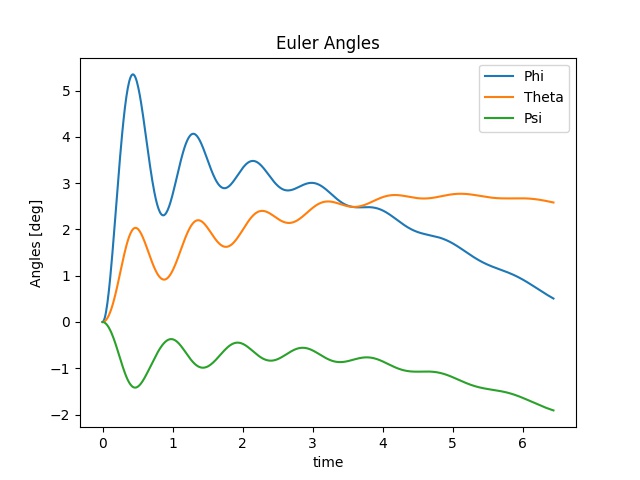 Euler Angles
Phi
Theta
Psi
Angles [deg]
5
4
3
2
1
0
−1
−2
0 1 2 3 4 5 6
time